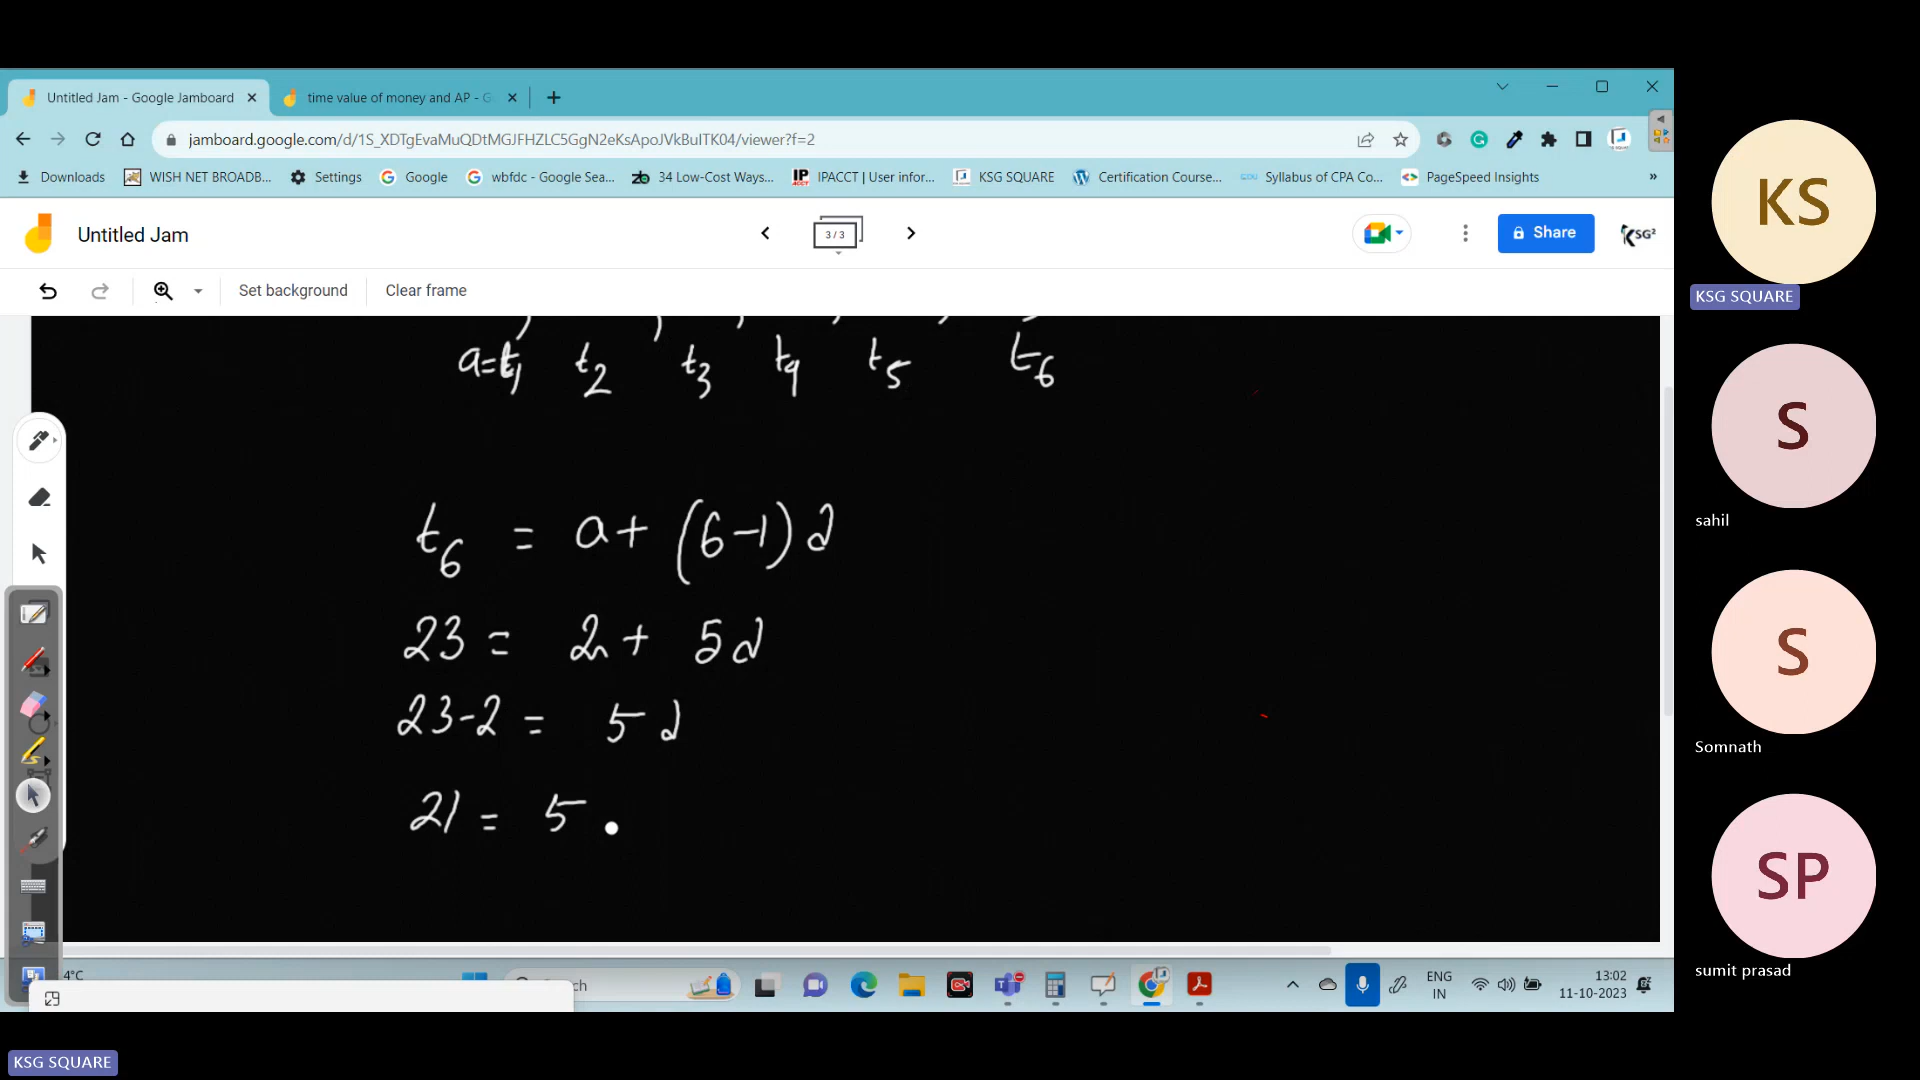 Untitled Jam - Google Jamboard
time value of money and AP - G
jamboard.google.com/d/1S_XDTgEvaMuQDtMGJFHZLC5GgN2eKsApoJVkBuITK04/viewer?f=2
Downloads WISH NET BROADB... Settings Google wbfdc - Google Sea... 34 Low-Cost Ways... IPACCT | User infor... KSG SQUARE Certification Course... Syllabus of CPA Co... PageSpeed Insights »
Untitled Jam
3 / 3
Share
KSG²
Set background Clear frame
a=t₁ t₂ t₃ t₄ t₅ t₆
t₆ = a + (6-1) d
23 = 2 + 5d
23-2 = 5 d
21 = 5
4°C
ch
ENG
IN
13:02
11-10-2023
KS
KSG SQUARE
S
sahil
S
Somnath
SP
sumit prasad
KSG SQUARE